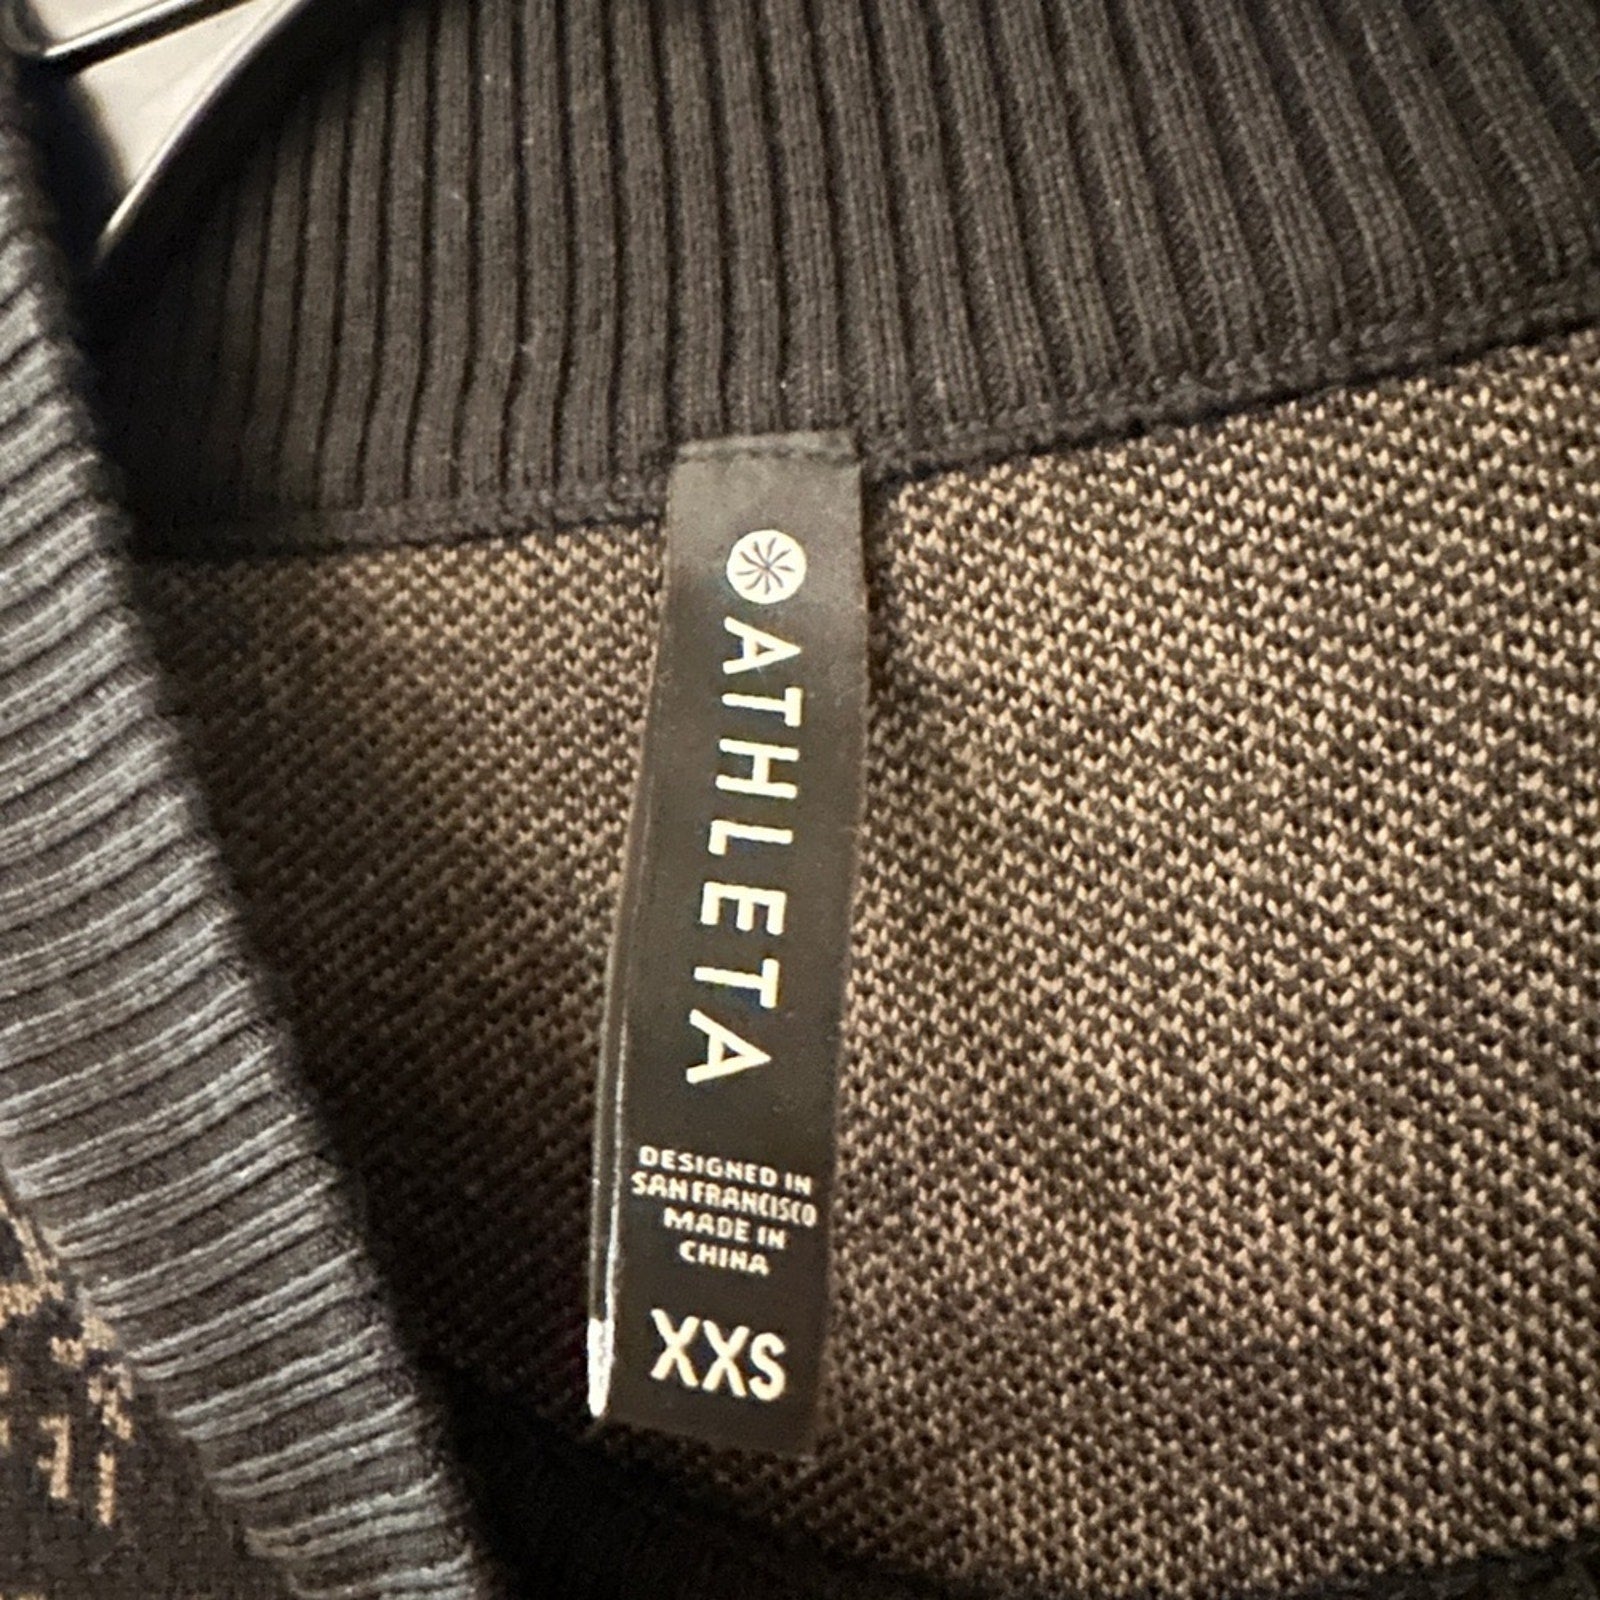 ATHLETA
DESIGNED IN
SAN FRANCISCO
MADE IN
CHINA
XXS